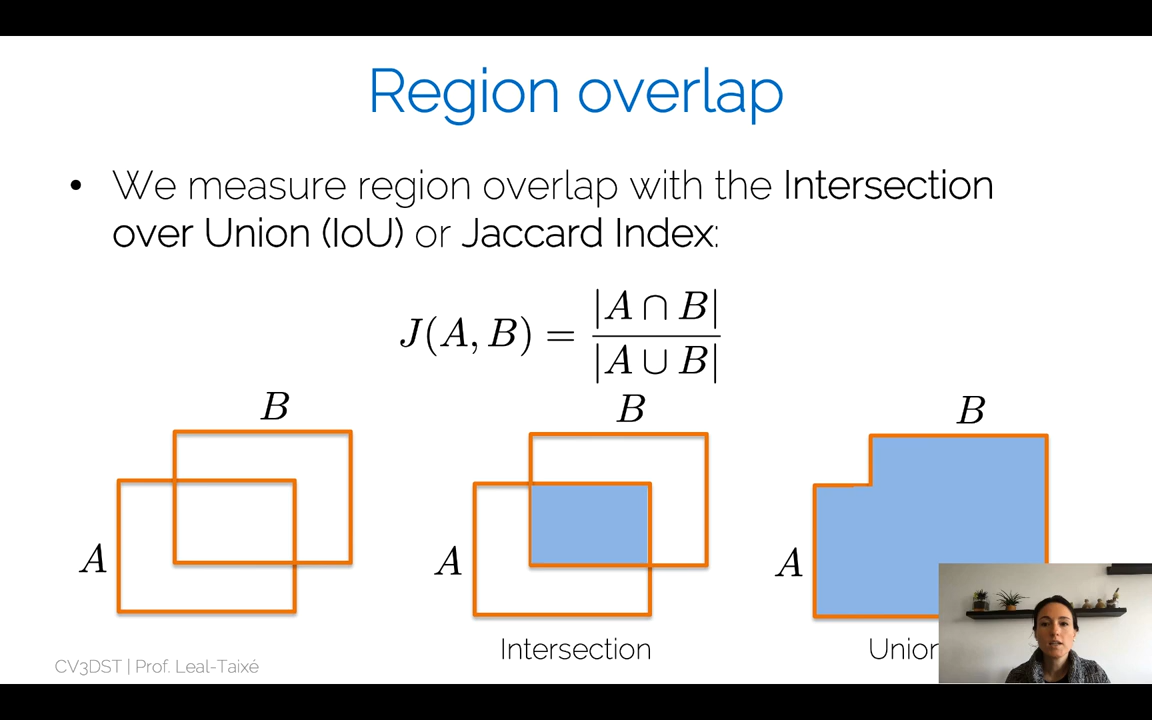 Region overlap
• We measure region overlap with the Intersection
over Union (IoU) or Jaccard Index:
J(A, B) = |A ∩ B| / |A ∪ B|
B
B
B
A
A
A
Intersection
CV3DST | Prof. Leal-Taixé